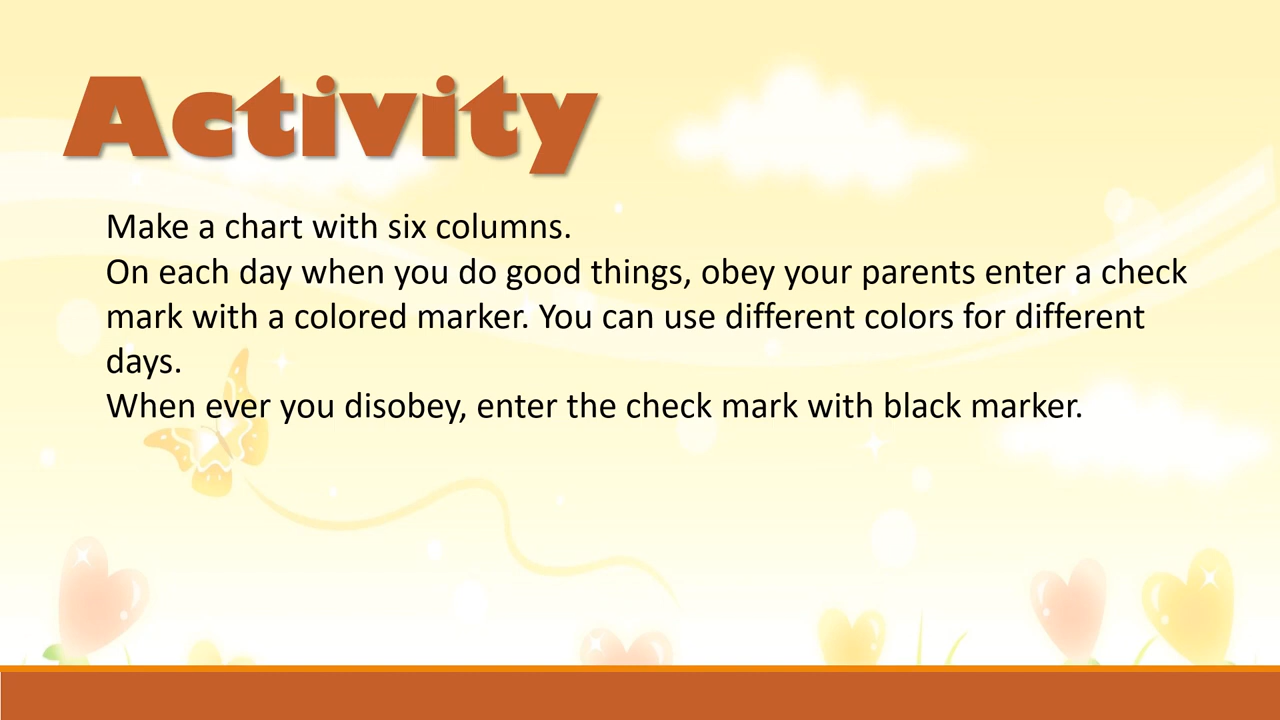 Activity
Make a chart with six columns.
On each day when you do good things, obey your parents enter a check
mark with a colored marker. You can use different colors for different
days.
When ever you disobey, enter the check mark with black marker.